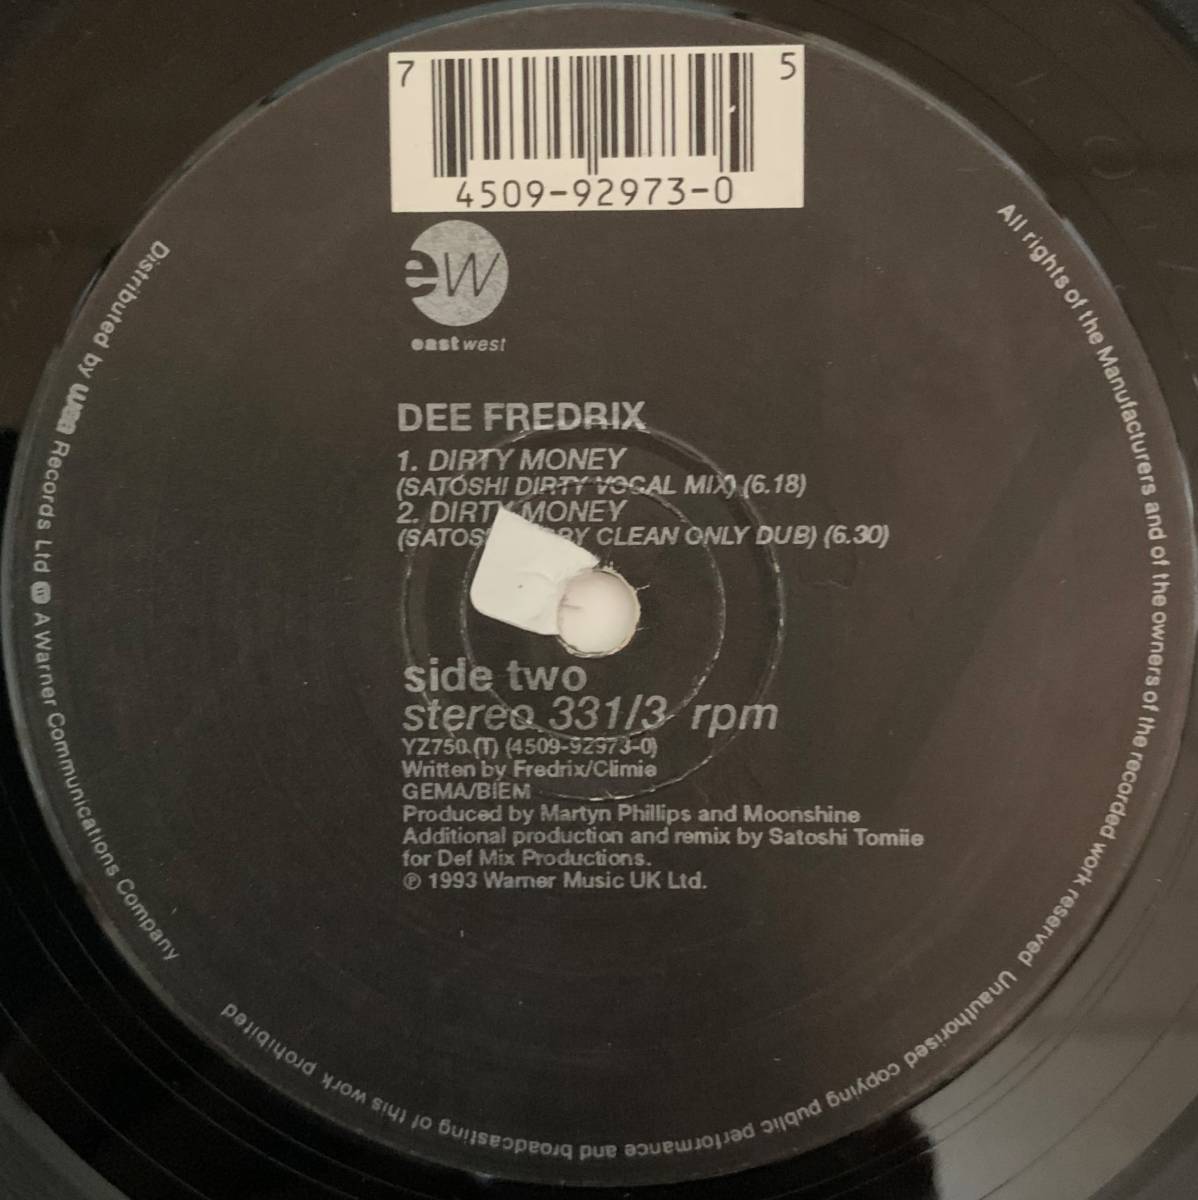 7 5
4509-92973-0
ew
eastwest
DEE FREDRIX
1. DIRTY MONEY
(SATOSHI DIRTY VOCAL MIX) (6.18)
2. DIRTY MONEY
CLEAN ONLY DUB) (6.30)
side two
stereo 331/3 rpm
YZ750 (T) (4509-92973-0)
Written by Fredrix/Climie
GEMA/BIEM
Produced by Martyn Phillips and Moonshine
Additional production and remix by Satoshi Tomiie
for Def Mix Productions.
℗ 1993 Warner Music UK Ltd.
Distributed by wea Records Ltd A Warner Communications Company
All rights of the Manufacturers and of the owners of the recorded work reserved Unauthorised copying public performance and broadcasting of this work prohibited